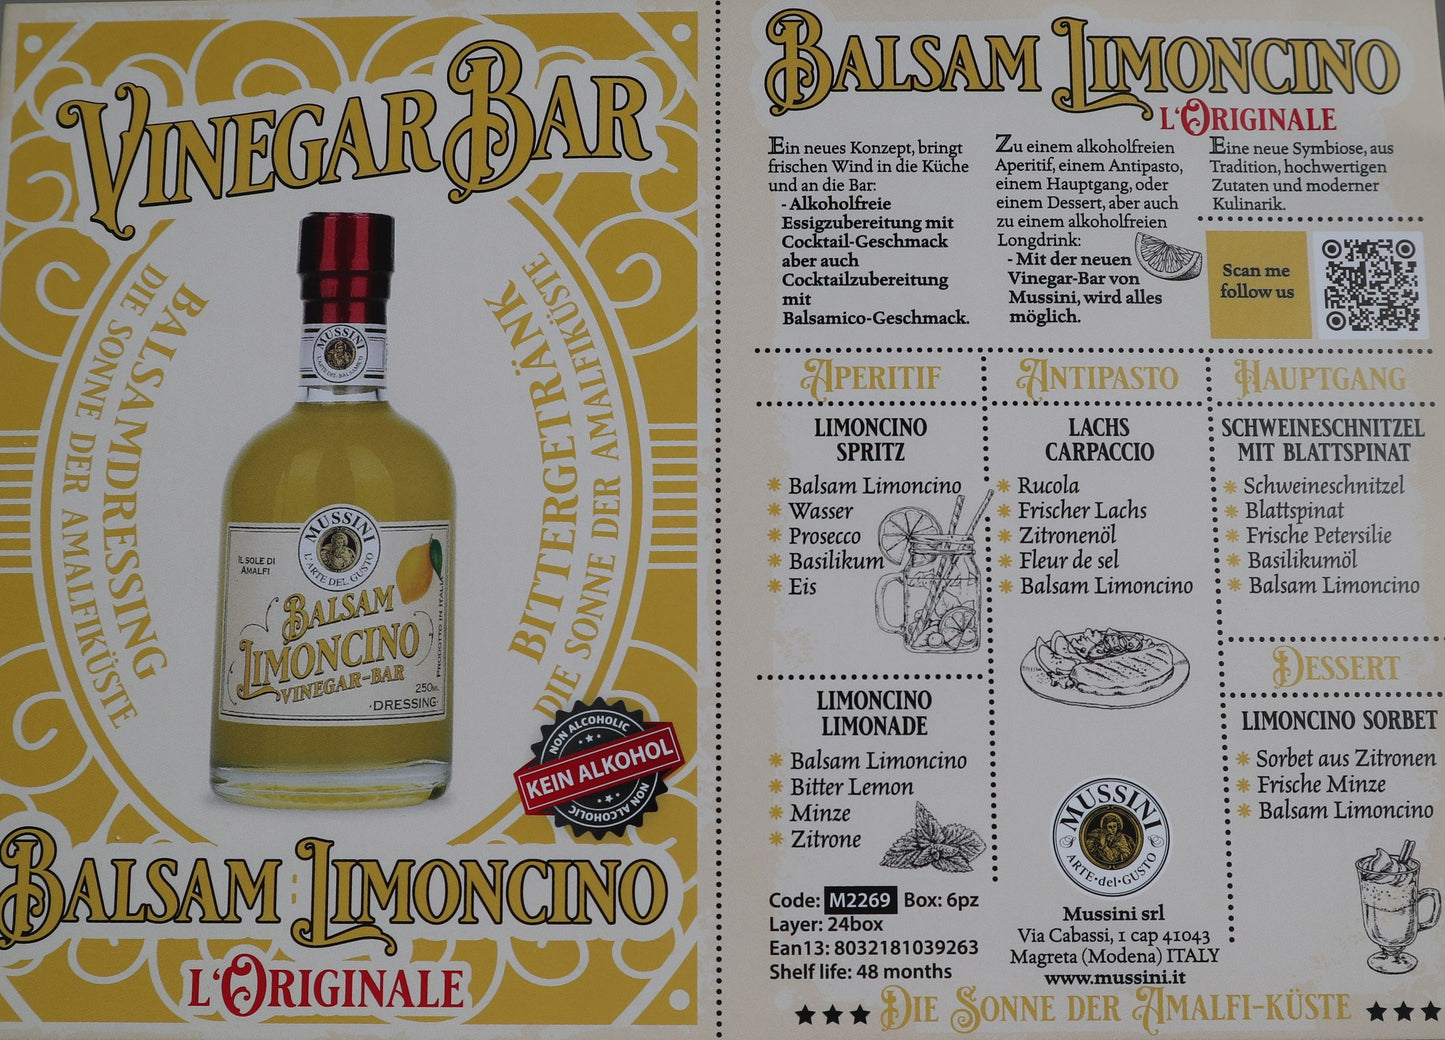 VINEGAR BAR
BALSAMDRESSING
DIE SONNE DER AMALFIKÜSTE
BITTERGETRÄNK
DIE SONNE DER AMALFIKÜSTE
MUSSINI
L'ARTE DEL BALSAMICO
MUSSINI
L'ARTE DEL GUSTO
IL SOLE DI
AMALFI
BALSAM
LIMONCINO
VINEGAR-BAR
250ml
·DRESSING·
PRODOTTO IN ITALIA
NON ALCOHOLIC
KEIN ALKOHOL
NON ALCOHOLIC
BALSAM LIMONCINO
L'ORIGINALE
BALSAM LIMONCINO
L'ORIGINALE
Ein neues Konzept, bringt
frischen Wind in die Küche
und an die Bar:
- Alkoholfreie
Essigzubereitung mit
Cocktail-Geschmack
aber auch
Cocktailzubereitung
mit
Balsamico-Geschmack.
Zu einem alkoholfreien
Aperitif, einem Antipasto,
einem Hauptgang, oder
einem Dessert, aber auch
zu einem alkoholfreien
Longdrink:
- Mit der neuen
Vinegar-Bar von
Mussini, wird alles
möglich.
Eine neue Symbiose, aus
Tradition, hochwertigen
Zutaten und moderner
Kulinarik.
Scan me
follow us
APERITIF
LIMONCINO
SPRITZ
Balsam Limoncino
Wasser
Prosecco
Basilikum
Eis
LIMONCINO
LIMONADE
Balsam Limoncino
Bitter Lemon
Minze
Zitrone
ANTIPASTO
LACHS
CARPACCIO
Rucola
Frischer Lachs
Zitronenöl
Fleur de sel
Balsam Limoncino
HAUPTGANG
SCHWEINESCHNITZEL
MIT BLATTSPINAT
Schweineschnitzel
Blattspinat
Frische Petersilie
Basilikumöl
Balsam Limoncino
DESSERT
LIMONCINO SORBET
Sorbet aus Zitronen
Frische Minze
Balsam Limoncino
Code: M2269 Box: 6pz
Layer: 24box
Ean13: 8032181039263
Shelf life: 48 months
MUSSINI
ARTE·del·GUSTO
Mussini srl
Via Cabassi, 1 cap 41043
Magreta (Modena) ITALY
www.mussini.it
DIE SONNE DER AMALFI-KÜSTE